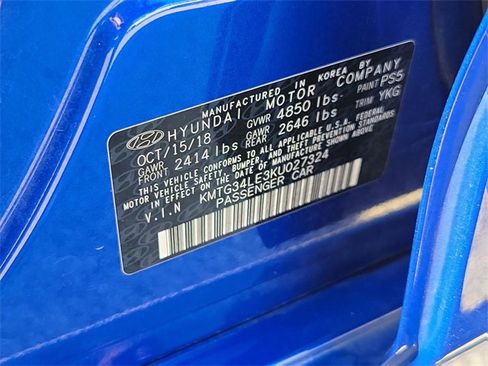 MANUFACTURED IN KOREA BY
HYUNDAI MOTOR COMPANY
OCT/15/18 GVWR 4850 lbs PAINT PS5
GAWR FRONT 2414 lbs GAWR REAR 2646 lbs TRIM YKG
THIS VEHICLE CONFORMS TO ALL APPLICABLE U.S.A. FEDERAL
MOTOR VEHICLE SAFETY, BUMPER, AND THEFT PREVENTION STANDARDS
IN EFFECT ON THE DATE OF MANUFACTURE SHOWN ABOVE.
V.I.N KMTG34LE3KU027324
PASSENGER CAR